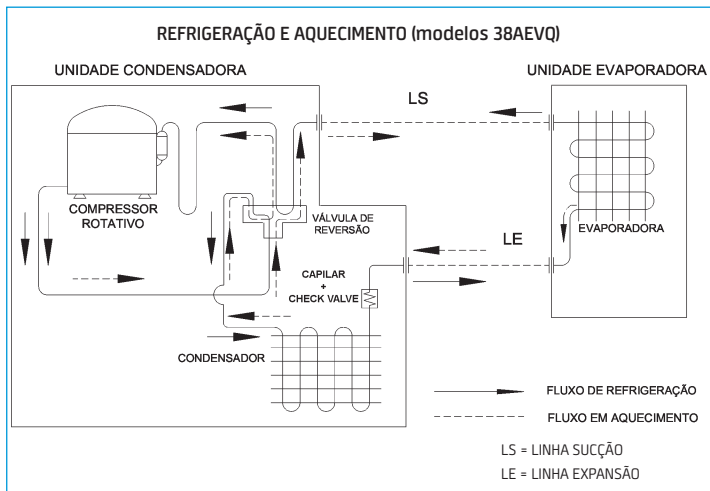 REFRIGERAÇÃO E AQUECIMENTO (modelos 38AEVQ)
UNIDADE CONDENSADORA
UNIDADE EVAPORADORA
LS
COMPRESSOR
ROTATIVO
VÁLVULA DE
REVERSÃO
EVAPORADORA
LE
CAPILAR
+
CHECK VALVE
CONDENSADOR
FLUXO DE REFRIGERAÇÃO
FLUXO EM AQUECIMENTO
LS = LINHA SUCÇÃO
LE = LINHA EXPANSÃO